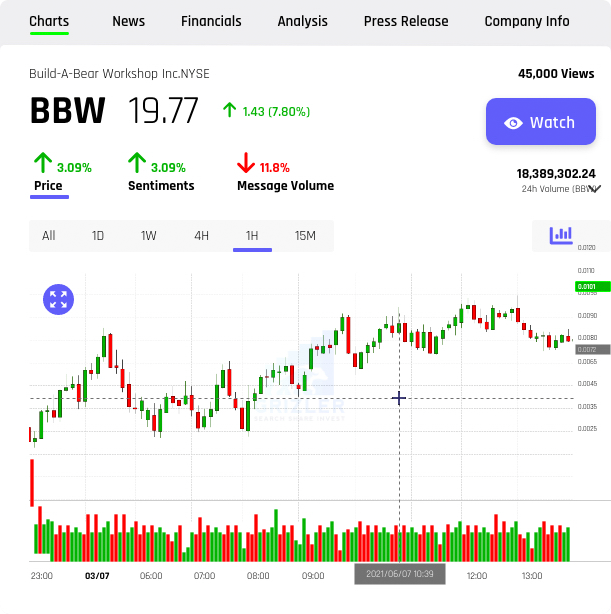 Charts News Financials Analysis Press Release Company Info
Build-A-Bear Workshop Inc.NYSE 45,000 Views
BBW 19.77 1.43 (7.80%)
Watch
3.09% 3.09% 11.8%
Price Sentiments Message Volume
18,389,302.24
24h Volume (BBW)
All 1D 1W 4H 1H 15M
0.0120
0.0110
0.0101
0.0090
0.0080
0.0072
0.0065
0.0045
0.0035
0.0025
23:00 03/07 06:00 07:00 08:00 09:00 2021/06/07 10:39 12:00 13:00